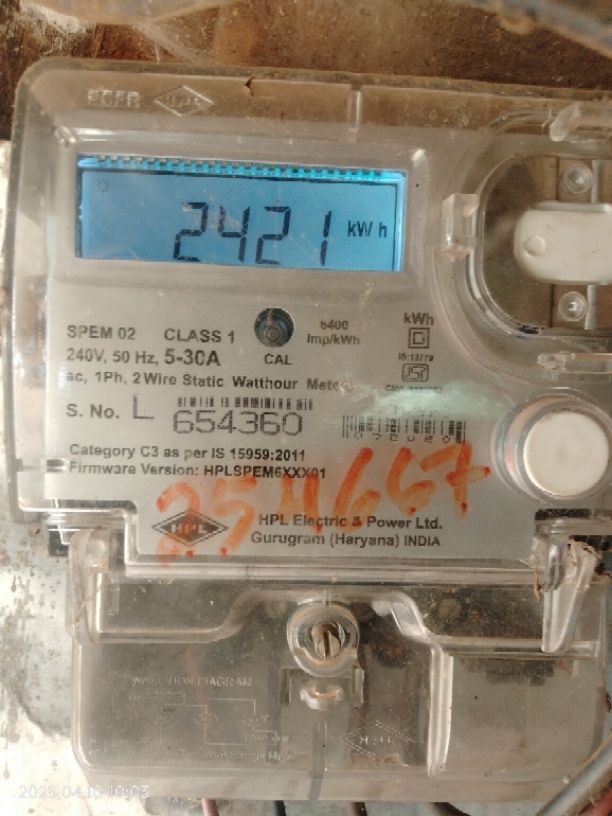 HPL
2421 kWh
SPEM 02 CLASS 1
6400
imp/kWh
kWh
240V, 50 Hz, 5-30A
CAL
ac, 1Ph, 2 Wire Static Watthour Meter
S. No. L 654360
Category C3 as per IS 15959:2011
Firmware Version: HPLSPEM6XXX01
HPL
HPL Electric & Power Ltd.
Gurugram (Haryana) INDIA
CONNECTION DIAGRAM